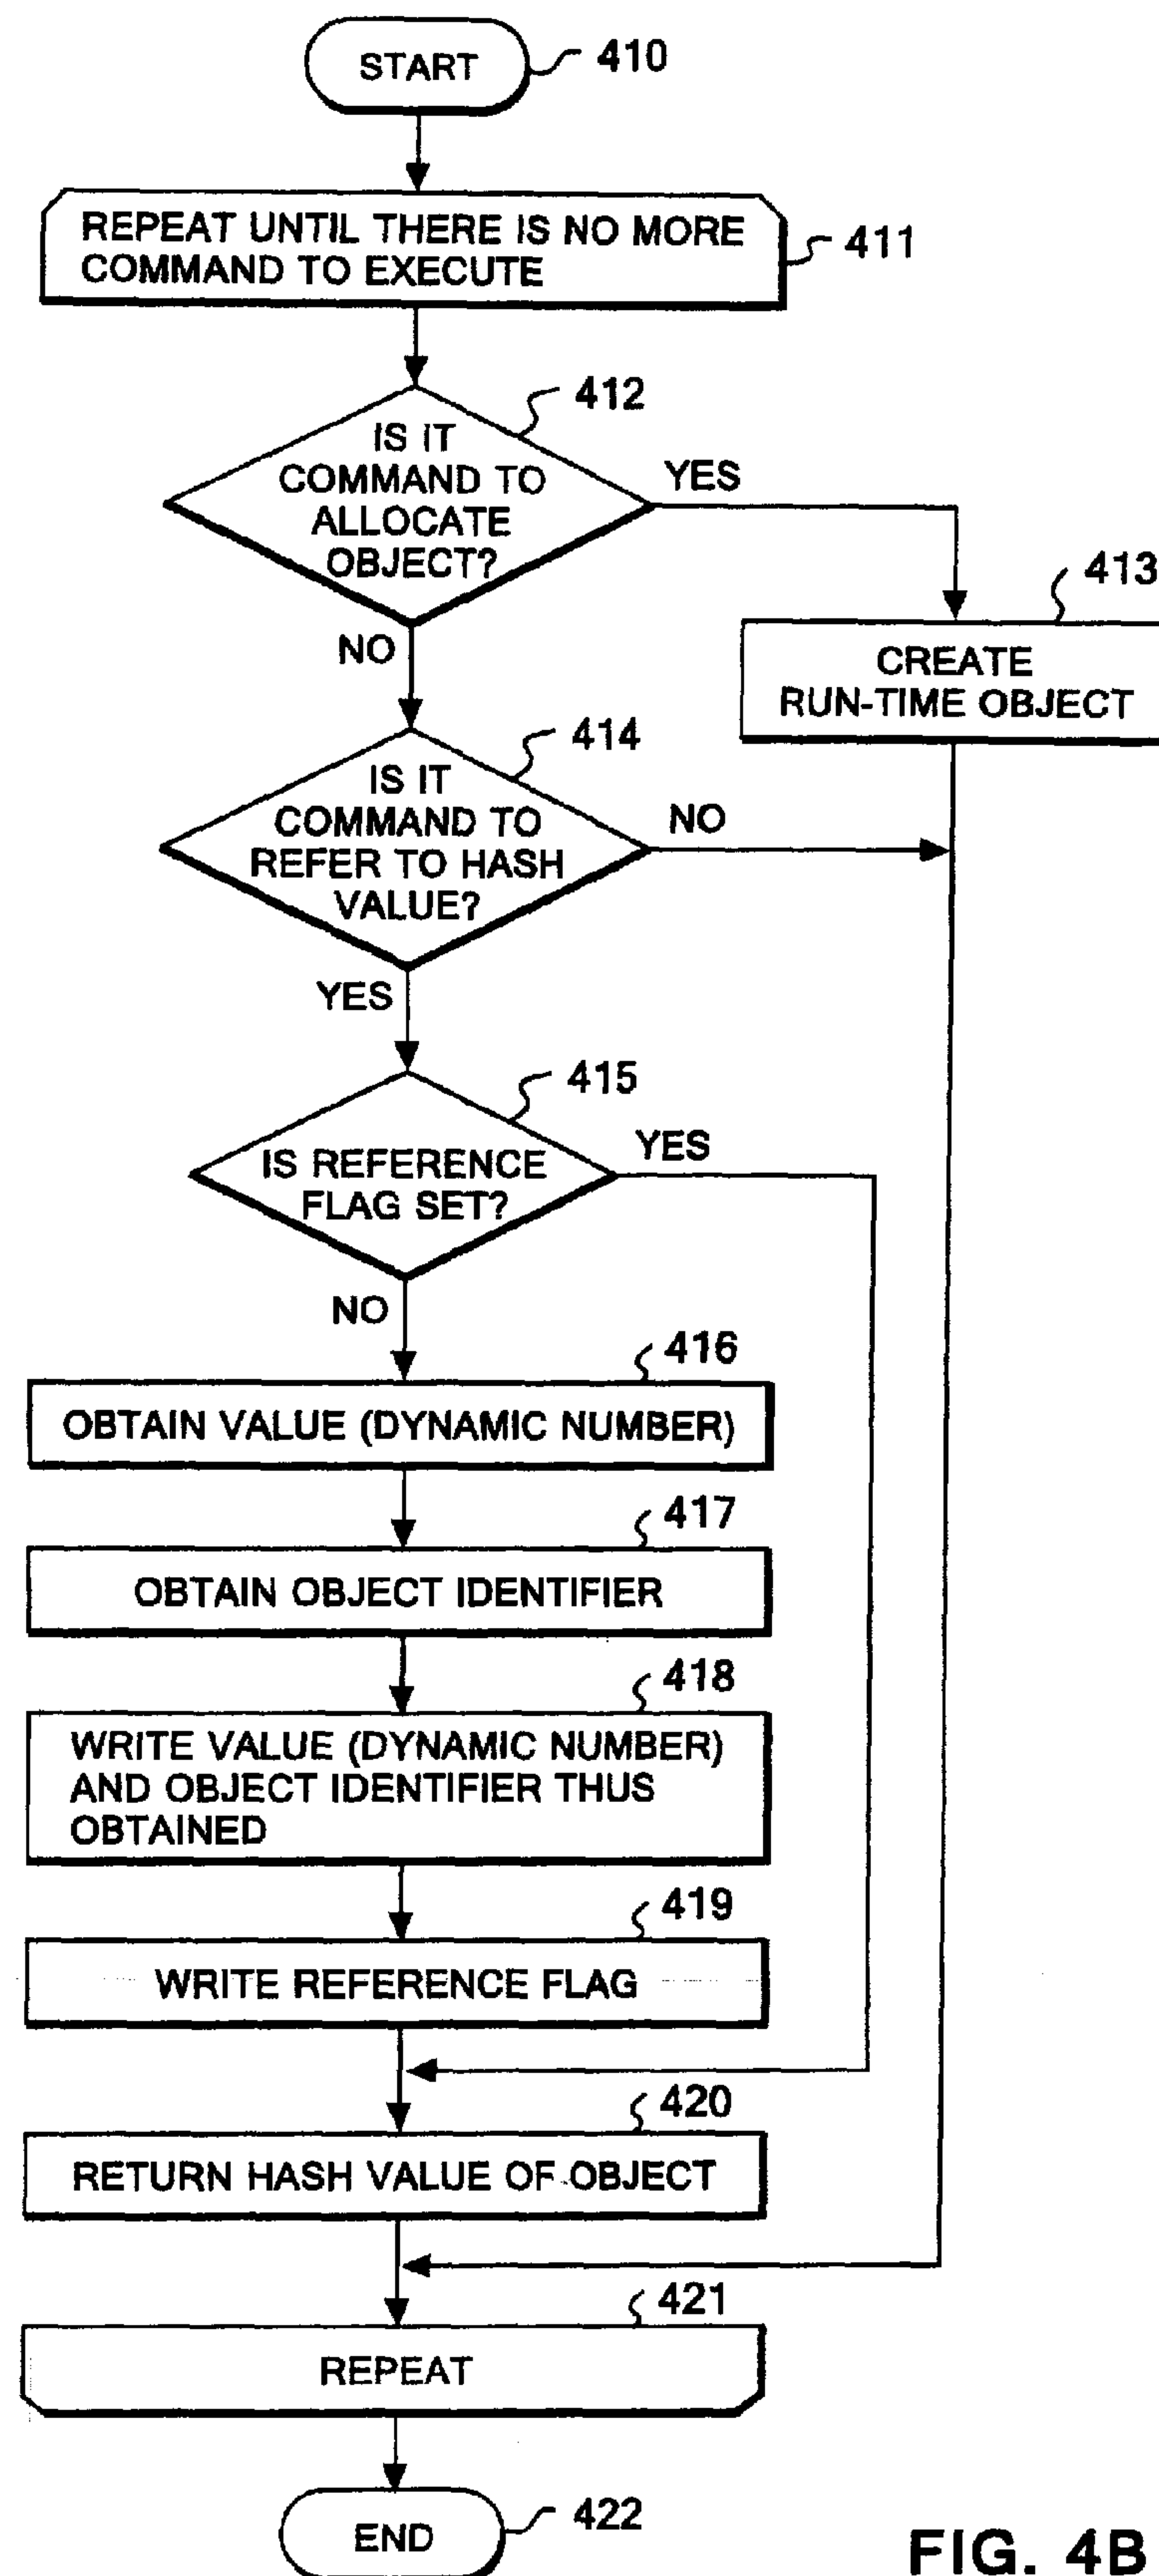 START
410
REPEAT UNTIL THERE IS NO MORE
COMMAND TO EXECUTE
411
412
IS IT
COMMAND TO
ALLOCATE
OBJECT?
YES
NO
413
CREATE
RUN-TIME OBJECT
414
IS IT
COMMAND TO
REFER TO HASH
VALUE?
NO
YES
415
IS REFERENCE
FLAG SET?
YES
NO
416
OBTAIN VALUE (DYNAMIC NUMBER)
417
OBTAIN OBJECT IDENTIFIER
418
WRITE VALUE (DYNAMIC NUMBER)
AND OBJECT IDENTIFIER THUS
OBTAINED
419
WRITE REFERENCE FLAG
420
RETURN HASH VALUE OF OBJECT
421
REPEAT
END
422
FIG. 4B